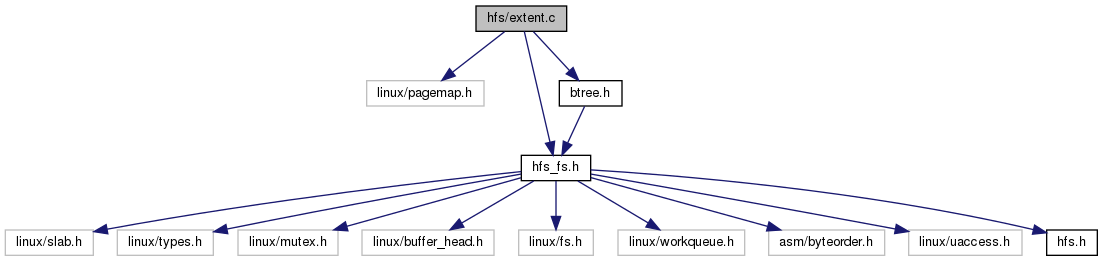 hfs/extent.c
linux/pagemap.h
btree.h
hfs_fs.h
linux/slab.h
linux/types.h
linux/mutex.h
linux/buffer_head.h
linux/fs.h
linux/workqueue.h
asm/byteorder.h
linux/uaccess.h
hfs.h